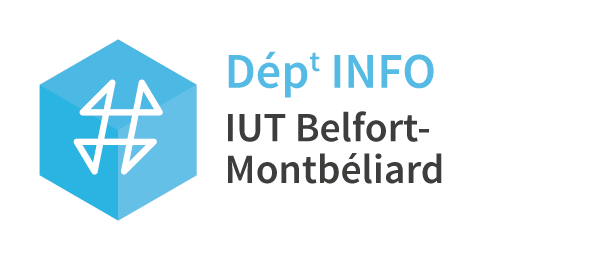 Dépᵗ INFO
IUT Belfort-
Montbéliard